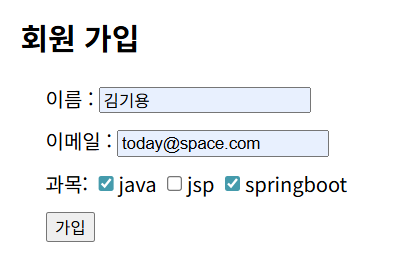 회원 가입
이름 : 김기용
이메일 : today@space.com
과목: java jsp springboot
가입